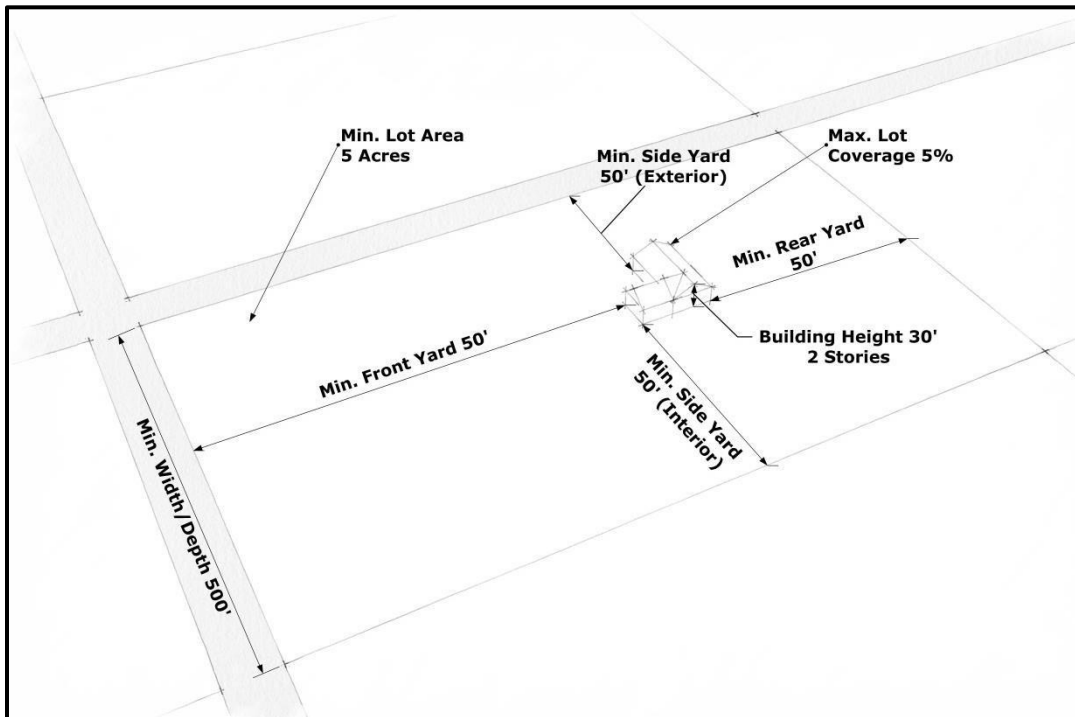 Min. Lot Area
5 Acres
Min. Side Yard
50' (Exterior)
Max. Lot
Coverage 5%
Min. Rear Yard
50'
Building Height 30'
2 Stories
Min. Front Yard 50'
Min. Side Yard
50' (Interior)
Min. Width/Depth 500'